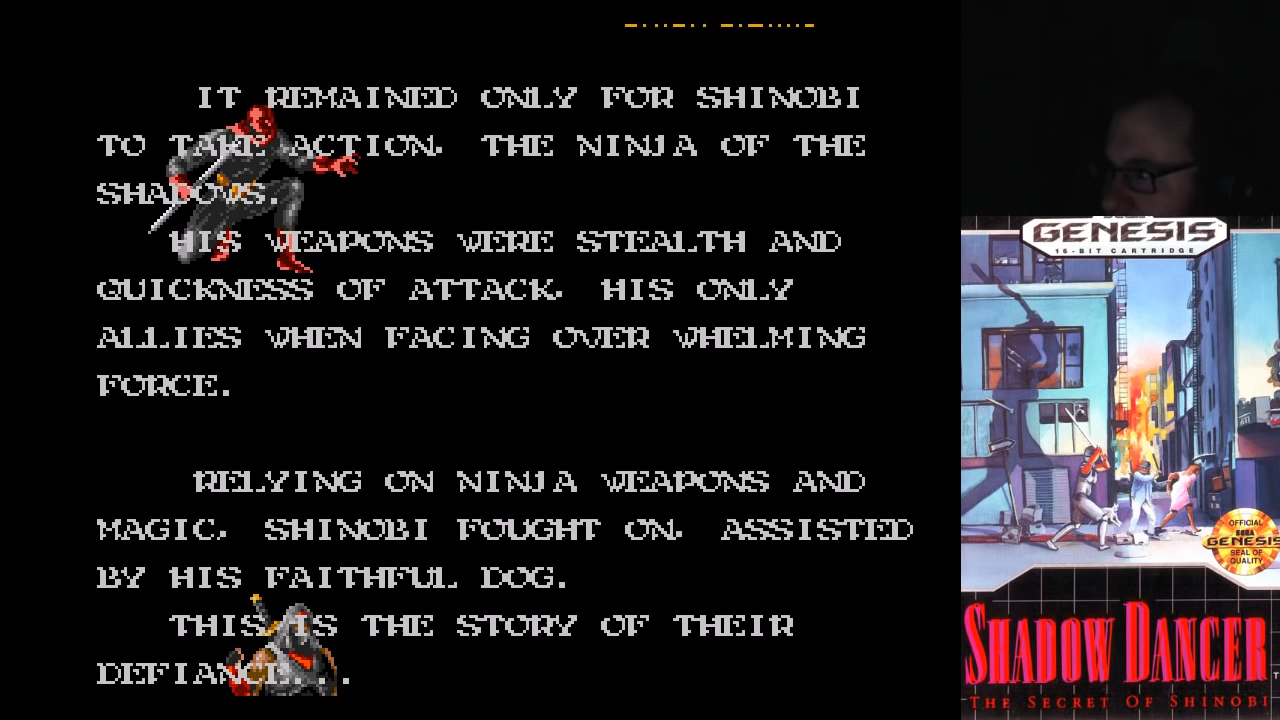 IT REMAINED ONLY FOR SHINOBI
TO TAKE ACTION. THE NINJA OF THE
SHADOWS.
HIS WEAPONS WERE STEALTH AND
QUICKNESS OF ATTACK. HIS ONLY
ALLIES WHEN FACING OVER WHELMING
FORCE.
RELYING ON NINJA WEAPONS AND
MAGIC. SHINOBI FOUGHT ON. ASSISTED
BY HIS FAITHFUL DOG.
THIS IS THE STORY OF THEIR
DEFIANCE...
GENESIS
16-BIT CARTRIDGE
OFFICIAL
SEGA
GENESIS
SEAL OF
QUALITY
SHADOW DANCER
THE SECRET OF SHINOBI